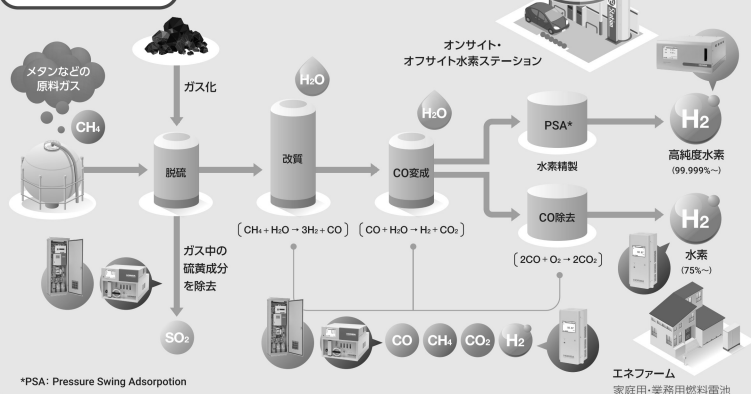 オンサイト・
オフサイト水素ステーション
メタンなどの
原料ガス
CH4
ガス化
H2O
H2O
脱硫
改質
CO変成
PSA*
水素精製
H2
高純度水素
(99.999%~)
[CH4 + H2O → 3H2 + CO]
[CO + H2O → H2 + CO2]
CO除去
[2CO + O2 → 2CO2]
H2
水素
(75%~)
ガス中の
硫黄成分
を除去
SO2
CO
CH4
CO2
H2
エネファーム
家庭用・業務用燃料電池
*PSA: Pressure Swing Adsorpotion